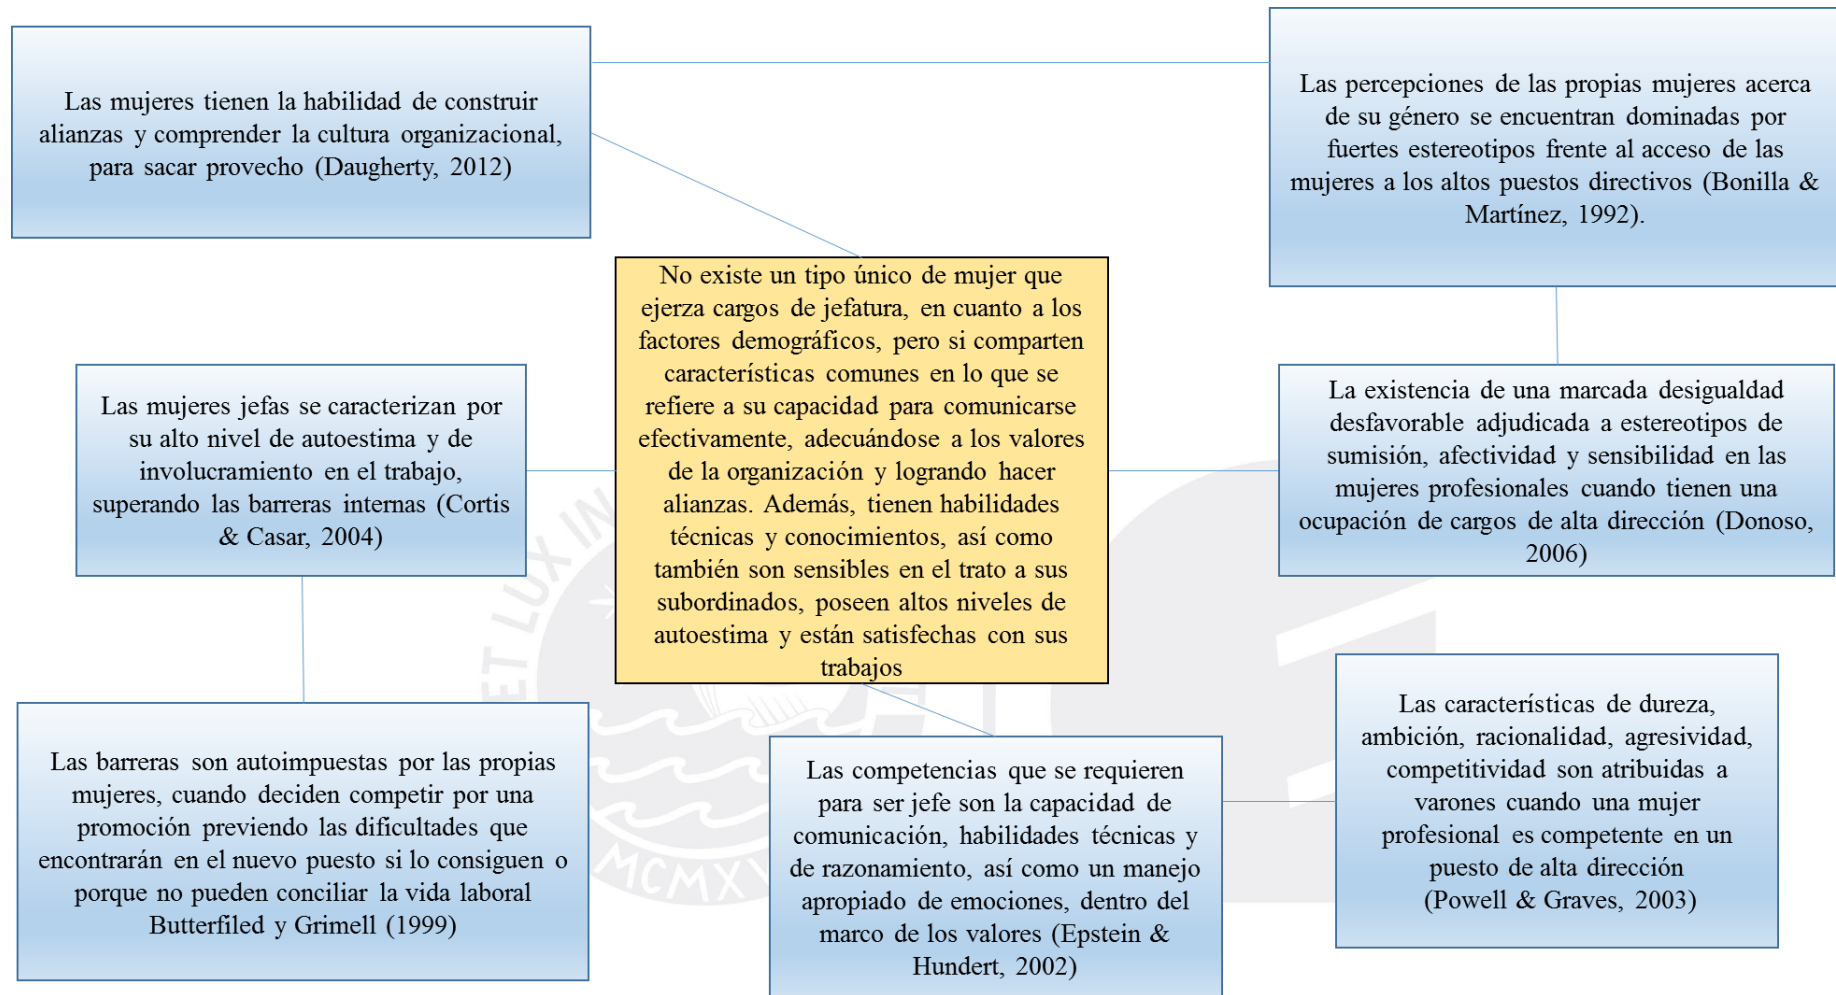 Las mujeres tienen la habilidad de construir
alianzas y comprender la cultura organizacional,
para sacar provecho (Daugherty, 2012)
Las percepciones de las propias mujeres acerca
de su género se encuentran dominadas por
fuertes estereotipos frente al acceso de las
mujeres a los altos puestos directivos (Bonilla &
Martínez, 1992).
No existe un tipo único de mujer que
ejerza cargos de jefatura, en cuanto a los
factores demográficos, pero si comparten
características comunes en lo que se
refiere a su capacidad para comunicarse
efectivamente, adecuándose a los valores
de la organización y logrando hacer
alianzas. Además, tienen habilidades
técnicas y conocimientos, así como
también son sensibles en el trato a sus
subordinados, poseen altos niveles de
autoestima y están satisfechas con sus
trabajos
Las mujeres jefas se caracterizan por
su alto nivel de autoestima y de
involucramiento en el trabajo,
superando las barreras internas (Cortis
& Casar, 2004)
La existencia de una marcada desigualdad
desfavorable adjudicada a estereotipos de
sumisión, afectividad y sensibilidad en las
mujeres profesionales cuando tienen una
ocupación de cargos de alta dirección (Donoso,
2006)
Las barreras son autoimpuestas por las propias
mujeres, cuando deciden competir por una
promoción previendo las dificultades que
encontrarán en el nuevo puesto si lo consiguen o
porque no pueden conciliar la vida laboral
Butterfiled y Grimell (1999)
Las competencias que se requieren
para ser jefe son la capacidad de
comunicación, habilidades técnicas y
de razonamiento, así como un manejo
apropiado de emociones, dentro del
marco de los valores (Epstein &
Hundert, 2002)
Las características de dureza,
ambición, racionalidad, agresividad,
competitividad son atribuidas a
varones cuando una mujer
profesional es competente en un
puesto de alta dirección
(Powell & Graves, 2003)
ET LUX IN
MCMXV